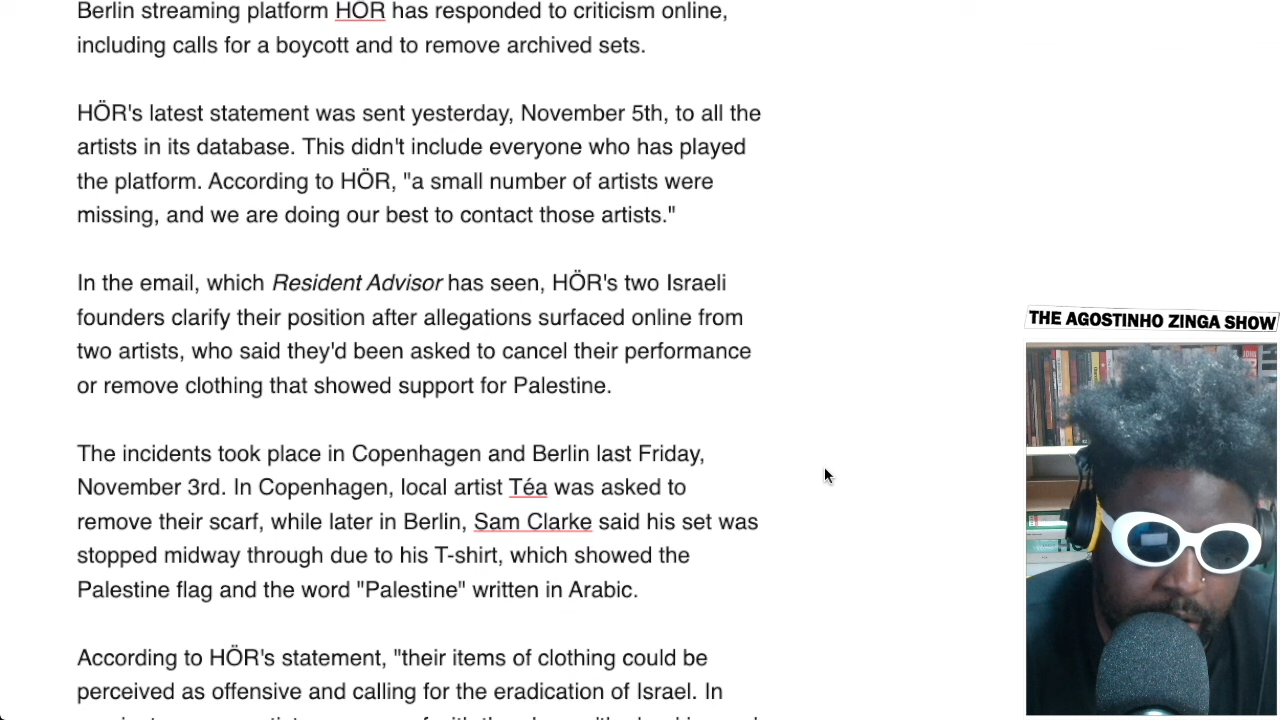 Berlin streaming platform HÖR has responded to criticism online,
including calls for a boycott and to remove archived sets.
HÖR's latest statement was sent yesterday, November 5th, to all the
artists in its database. This didn't include everyone who has played
the platform. According to HÖR, "a small number of artists were
missing, and we are doing our best to contact those artists."
In the email, which Resident Advisor has seen, HÖR's two Israeli
founders clarify their position after allegations surfaced online from
two artists, who said they'd been asked to cancel their performance
or remove clothing that showed support for Palestine.
THE AGOSTINHO ZINGA SHOW
The incidents took place in Copenhagen and Berlin last Friday,
November 3rd. In Copenhagen, local artist Téa was asked to
remove their scarf, while later in Berlin, Sam Clarke said his set was
stopped midway through due to his T-shirt, which showed the
Palestine flag and the word "Palestine" written in Arabic.
According to HÖR's statement, "their items of clothing could be
perceived as offensive and calling for the eradication of Israel. In